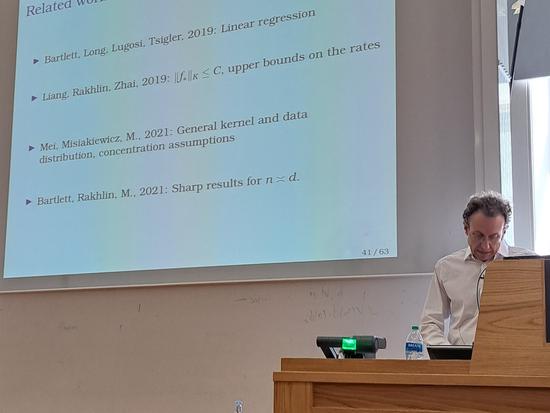 Related
Bartlett, Long, Lugosi, Tsigler, 2019: Linear regression
Liang, Rakhlin, Zhai, 2019: ‖f*‖K ≤ C, upper bounds on the rates
Mei, Misiakiewicz, M., 2021: General kernel and data
distribution, concentration assumptions
Bartlett, Rakhlin, M., 2021: Sharp results for n ≍ d.
41 / 63